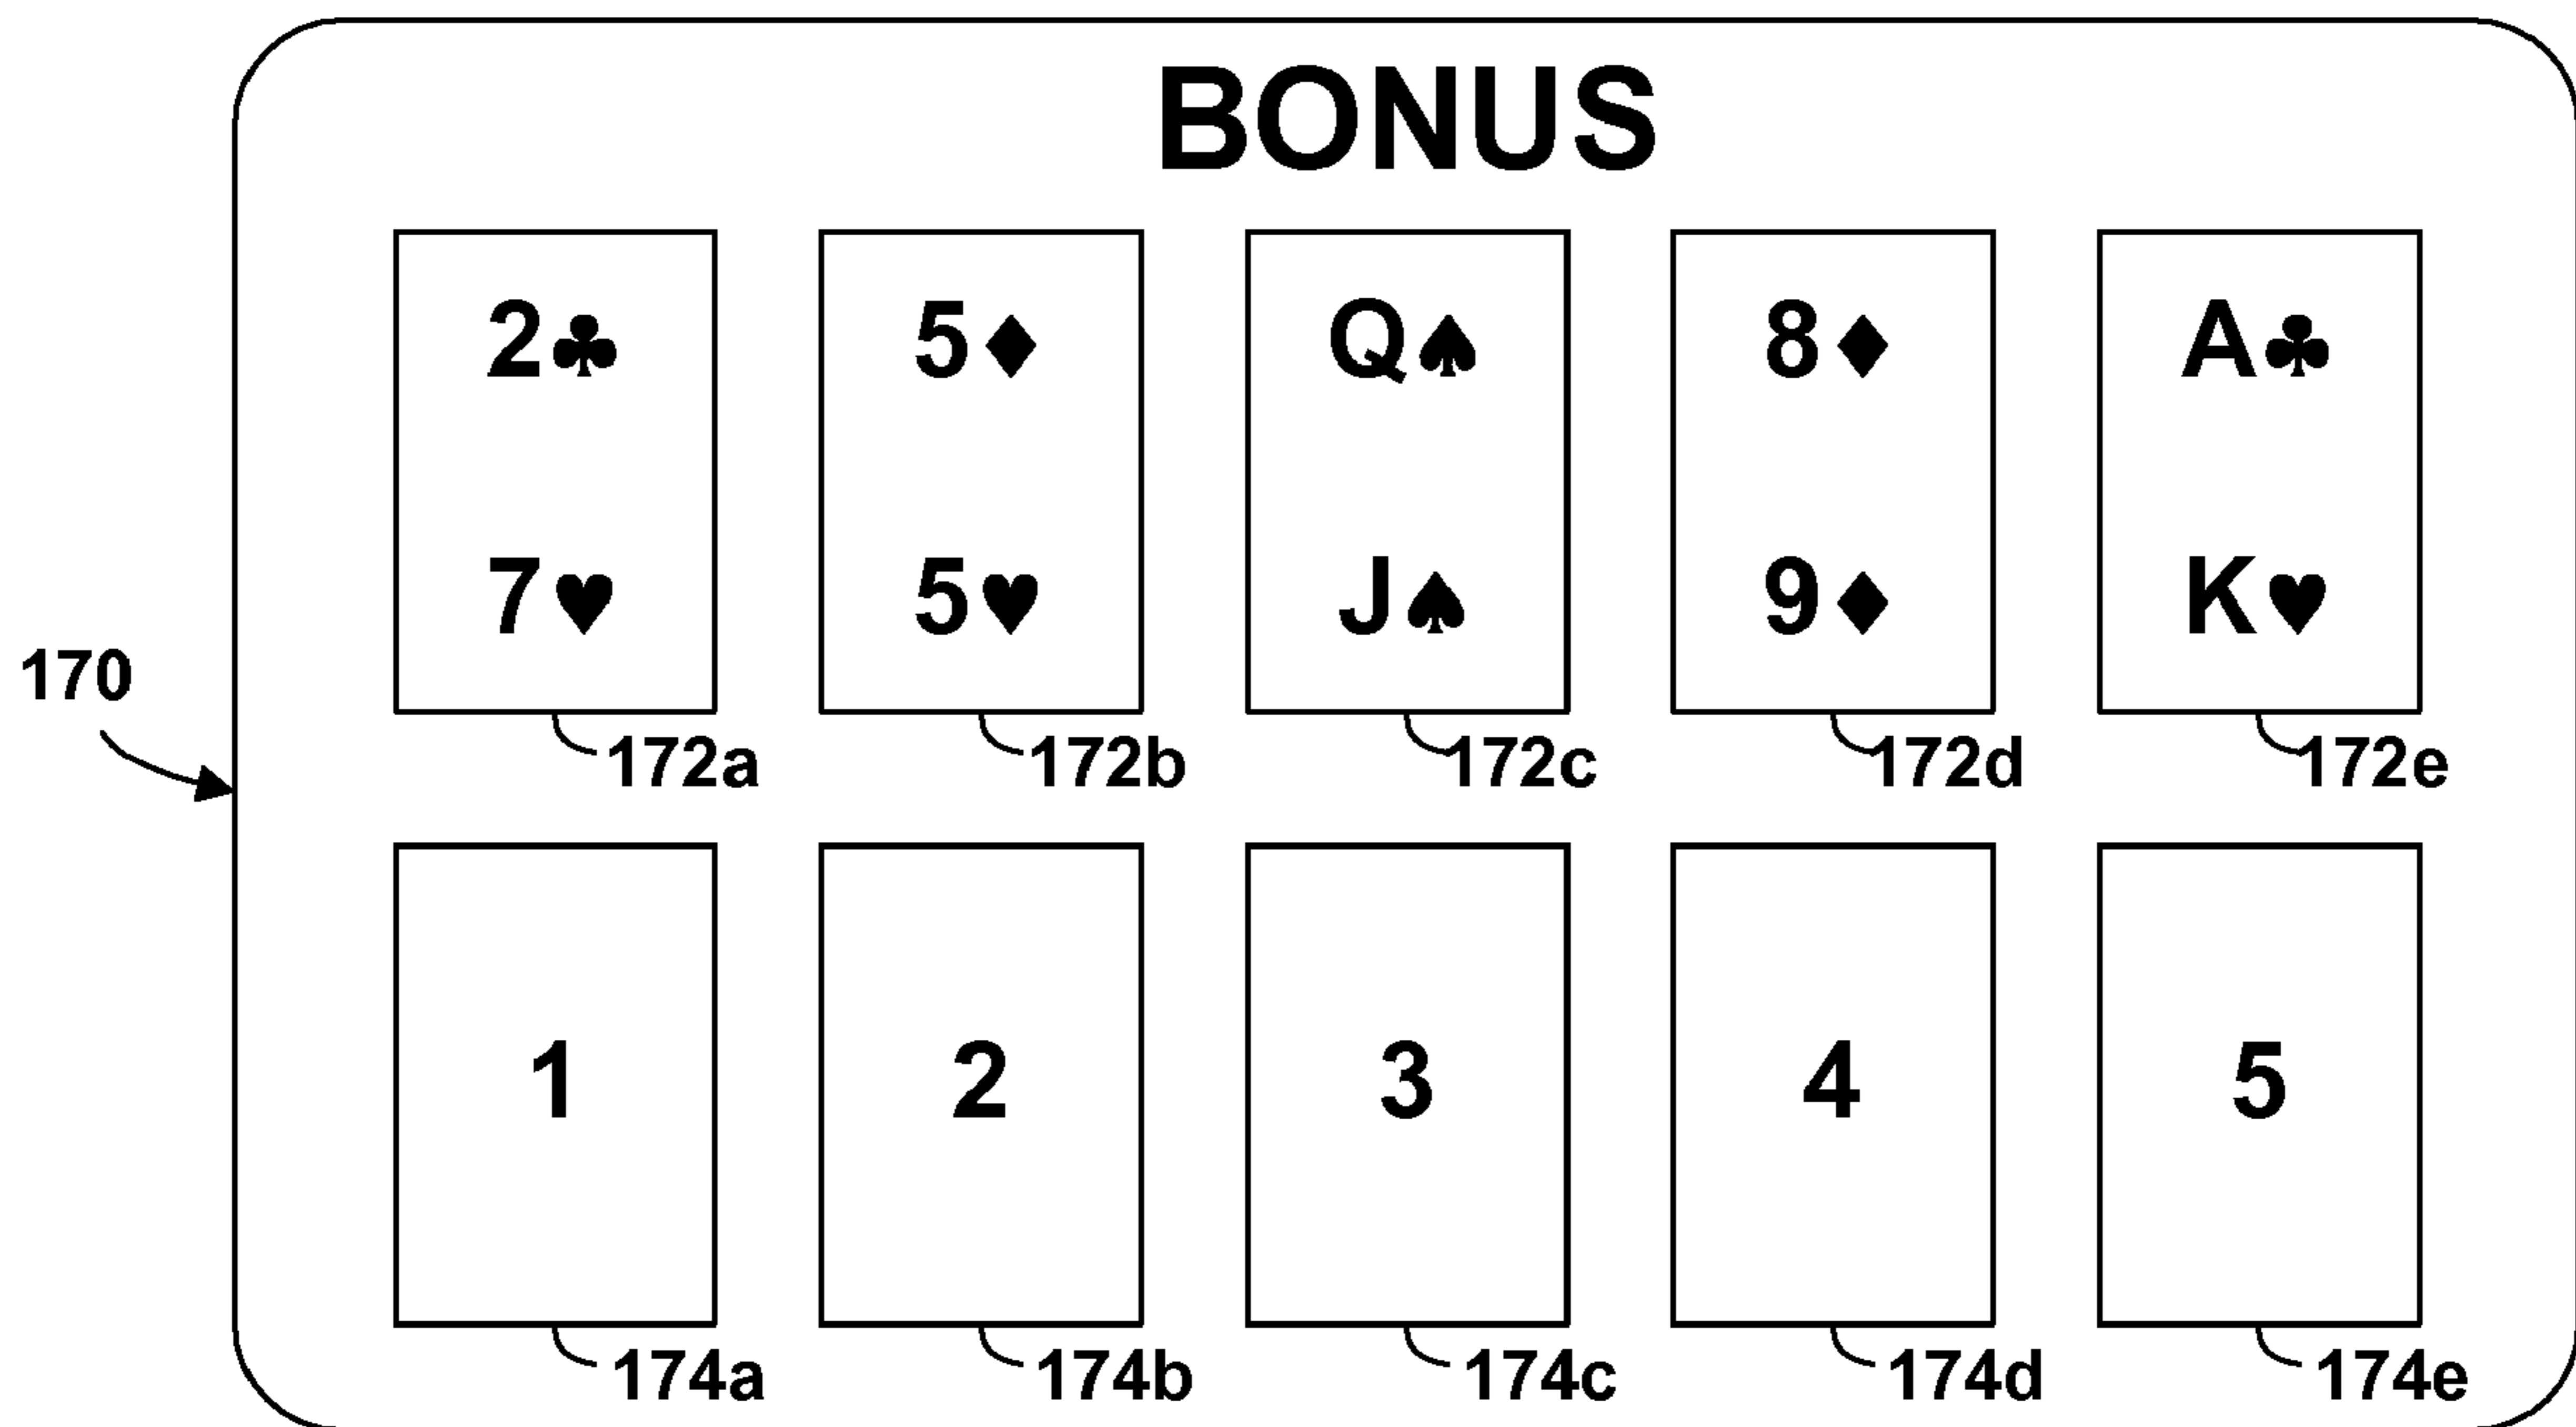 BONUS
2♣ 5♦ Q♠ 8♦ A♣
7♥ 5♥ J♠ 9♦ K♥
170
172a 172b 172c 172d 172e
1 2 3 4 5
174a 174b 174c 174d 174e